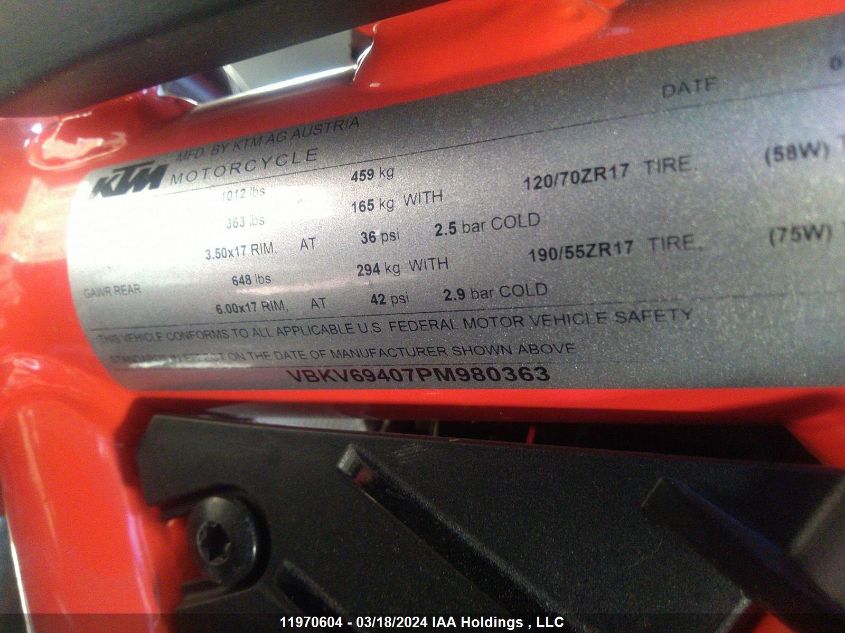 DATE 0
KTM MFD. BY KTM AG AUSTRIA
MOTORCYCLE
1012 lbs 459 kg
363 lbs 165 kg WITH 120/70ZR17 TIRE, (58W)
3.50x17 RIM, AT 36 psi 2.5 bar COLD
GAWR REAR 648 lbs 294 kg WITH 190/55ZR17 TIRE, (75W)
6.00x17 RIM, AT 42 psi 2.9 bar COLD
THIS VEHICLE CONFORMS TO ALL APPLICABLE U.S. FEDERAL MOTOR VEHICLE SAFETY
STANDARDS IN EFFECT ON THE DATE OF MANUFACTURER SHOWN ABOVE
VBKV69407PM980363
11970604 - 03/18/2024 IAA Holdings , LLC